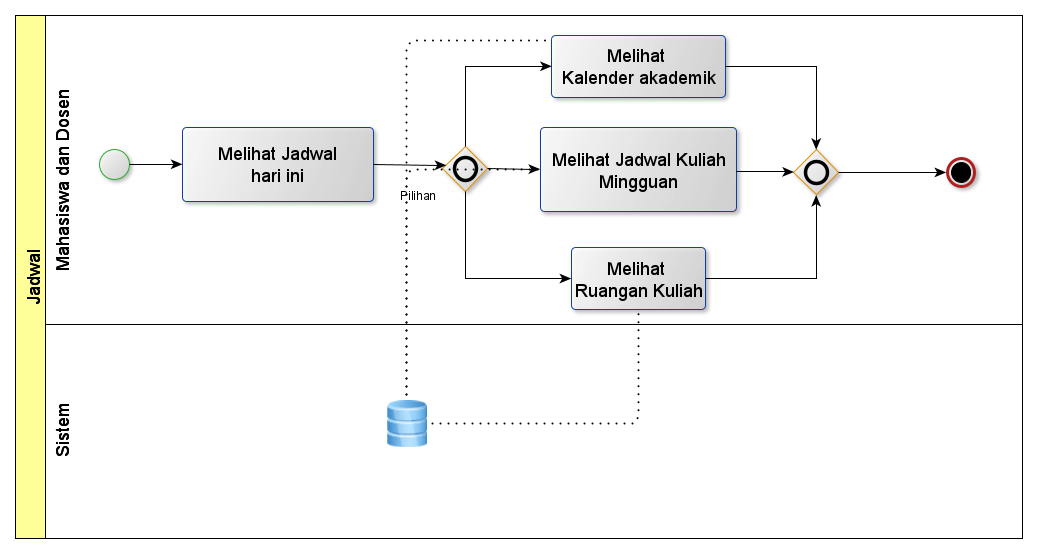 Jadwal
Mahasiswa dan Dosen
Melihat Jadwal
hari ini
Pilihan
Melihat
Kalender akademik
Melihat Jadwal Kuliah
Mingguan
Melihat
Ruangan Kuliah
Sistem